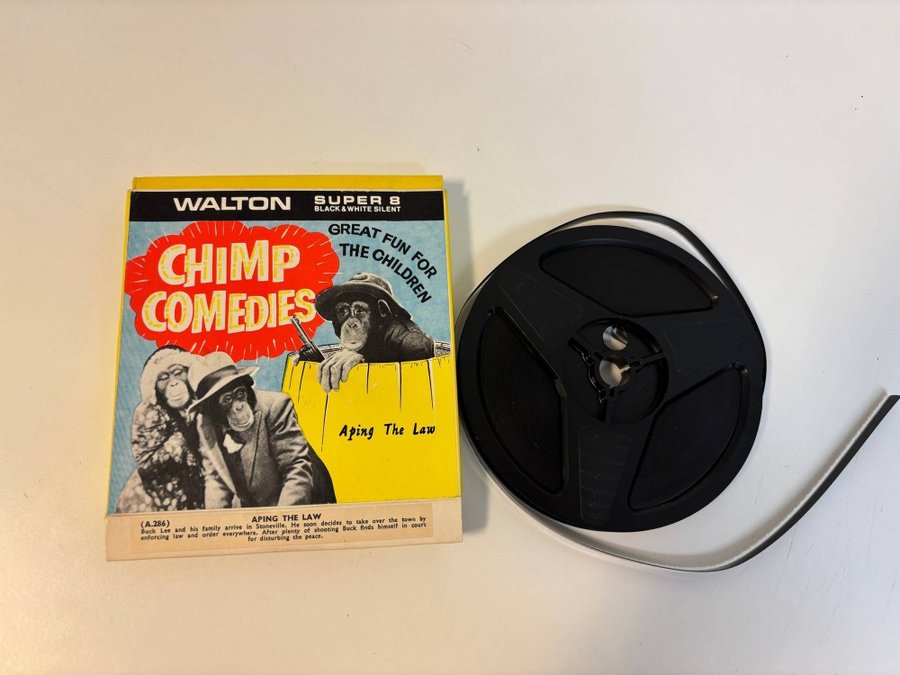 WALTON SUPER 8
BLACK & WHITE SILENT
GREAT FUN FOR
THE CHILDREN
CHIMP
COMEDIES
Aping The Law
(A.286) APING THE LAW
Buck Lee and his family arrive in Stoneville. He soon decides to take over the town by
enforcing law and order everywhere. After plenty of shooting Buck finds himself in court
for disturbing the peace.